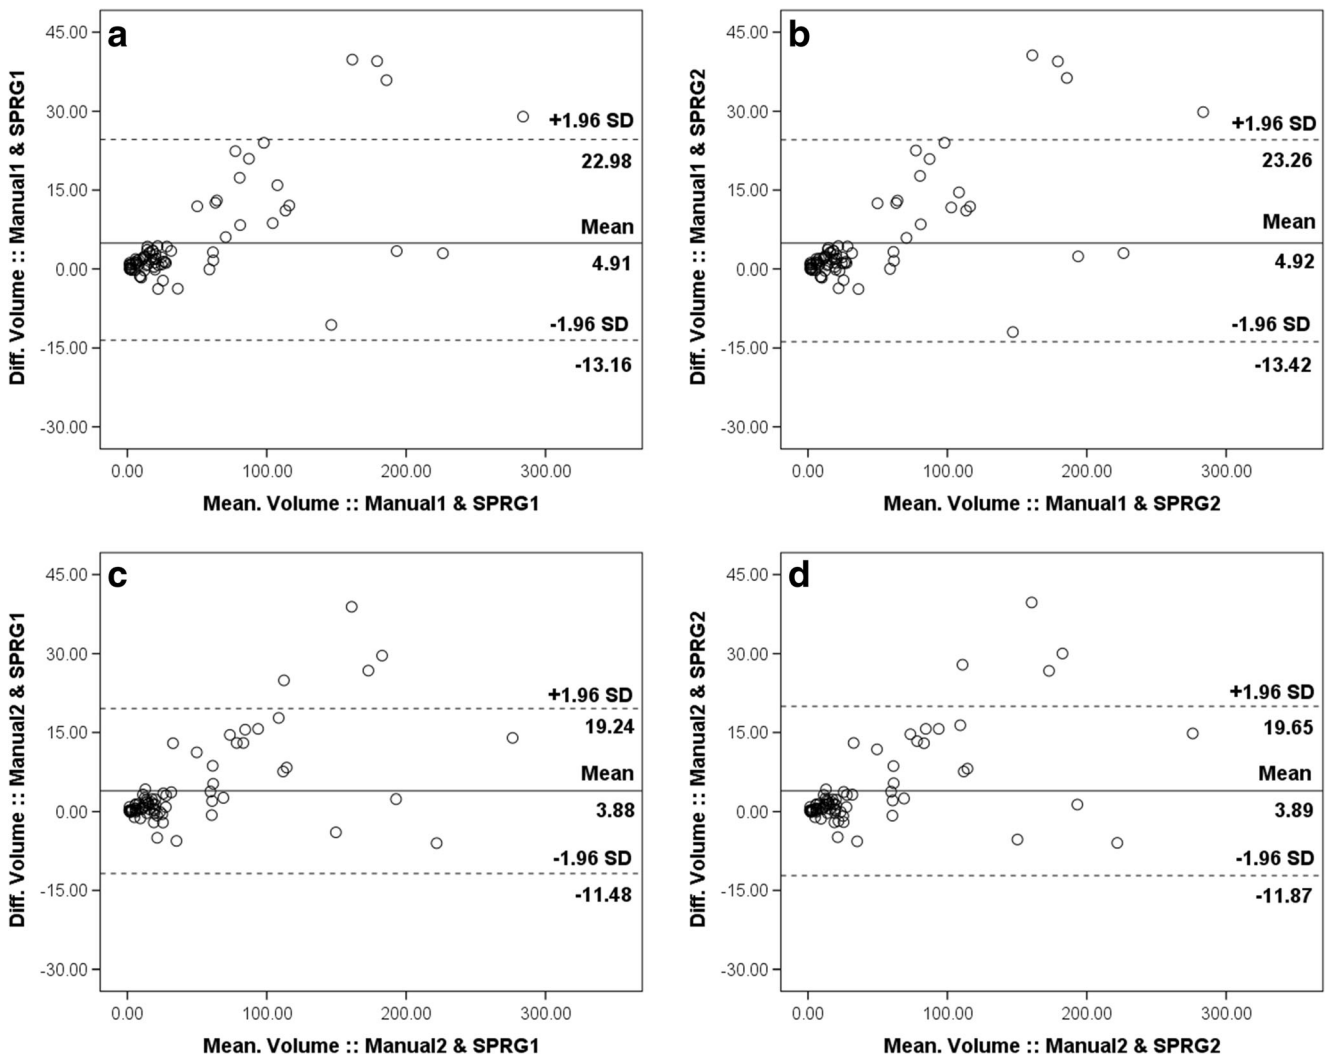 a
Diff. Volume :: Manual1 & SPRG1
45.00
30.00
15.00
0.00
-15.00
-30.00
+1.96 SD
22.98
Mean
4.91
-1.96 SD
-13.16
0.00 100.00 200.00 300.00
Mean. Volume :: Manual1 & SPRG1
b
Diff. Volume :: Manual1 & SPRG2
45.00
30.00
15.00
0.00
-15.00
-30.00
+1.96 SD
23.26
Mean
4.92
-1.96 SD
-13.42
0.00 100.00 200.00 300.00
Mean. Volume :: Manual1 & SPRG2
c
Diff. Volume :: Manual2 & SPRG1
45.00
30.00
15.00
0.00
-15.00
-30.00
+1.96 SD
19.24
Mean
3.88
-1.96 SD
-11.48
0.00 100.00 200.00 300.00
Mean. Volume :: Manual2 & SPRG1
d
Diff. Volume :: Manual2 & SPRG2
45.00
30.00
15.00
0.00
-15.00
-30.00
+1.96 SD
19.65
Mean
3.89
-1.96 SD
-11.87
0.00 100.00 200.00 300.00
Mean. Volume :: Manual2 & SPRG2